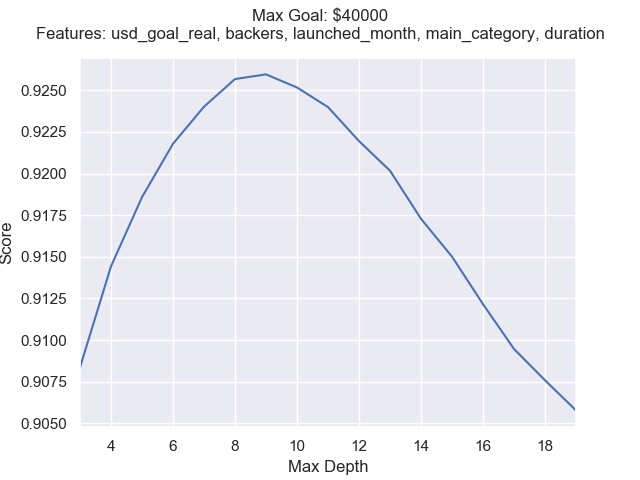 Max Goal: $40000
Features: usd_goal_real, backers, launched_month, main_category, duration
0.9250
0.9225
0.9200
0.9175
0.9150
0.9125
0.9100
0.9075
0.9050
Score
4 6 8 10 12 14 16 18
Max Depth